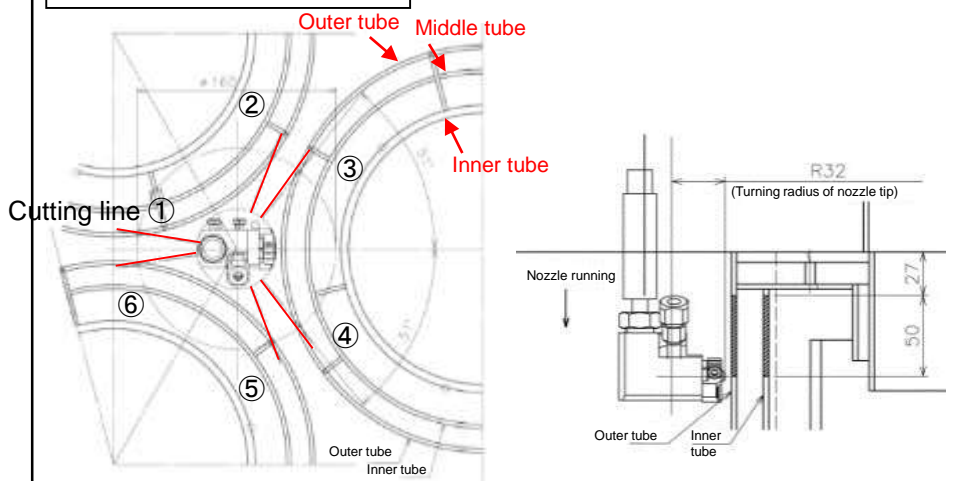 Outer tube
Middle tube
②
③
Inner tube
Cutting line ①
⑥
④
⑤
Outer tube
Inner tube
R32
(Turning radius of nozzle tip)
Nozzle running
27
50
Outer tube
Inner
tube